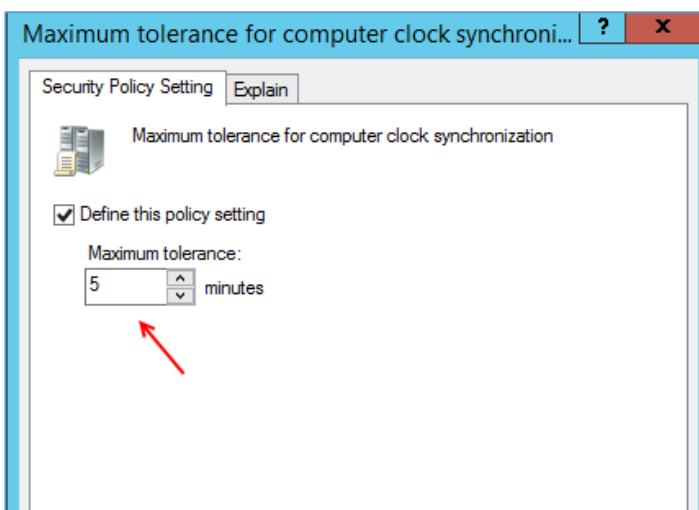 Maximum tolerance for computer clock synchroni... ? x
Security Policy Setting Explain
Maximum tolerance for computer clock synchronization
Define this policy setting
Maximum tolerance:
5 minutes